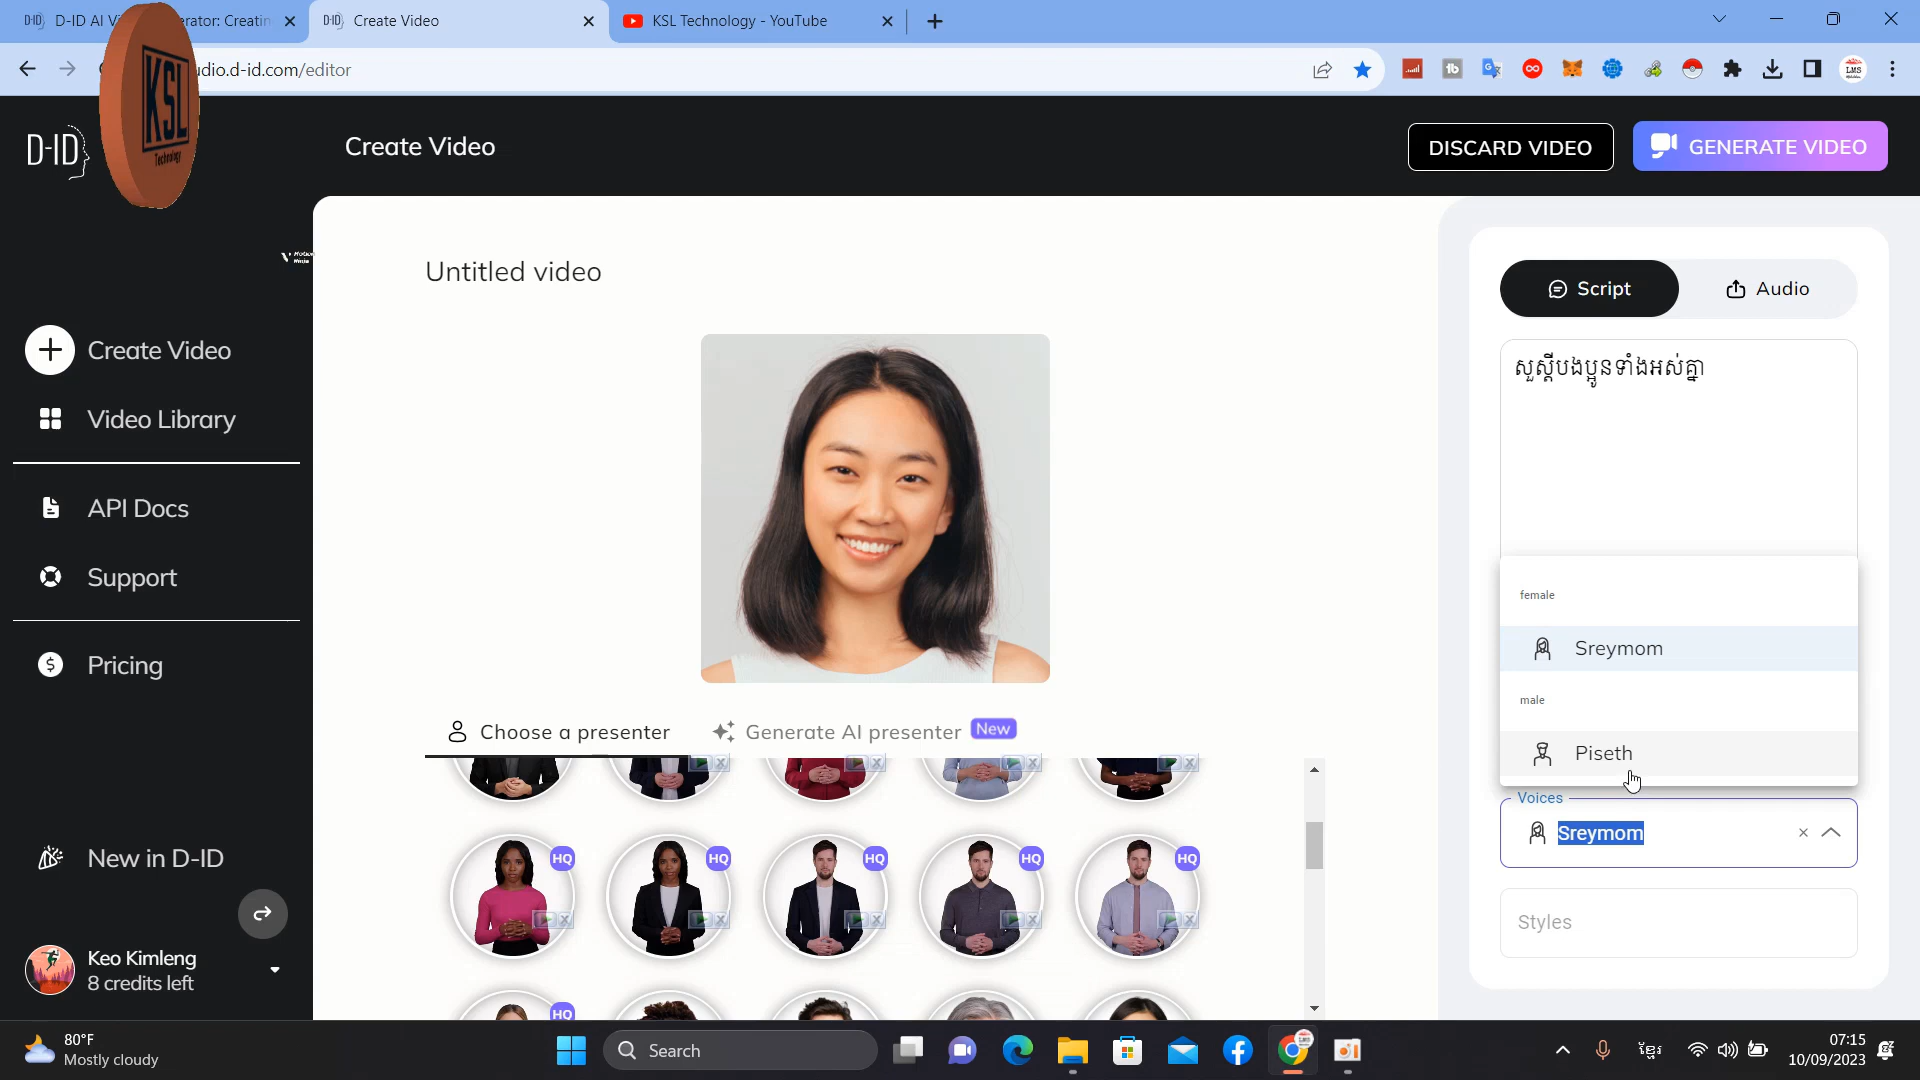 D-ID AI Vi
erator: Creatin
Create Video
KSL Technology - YouTube
udio.d-id.com/editor
KSL
Technology
D-ID
Create Video
DISCARD VIDEO
GENERATE VIDEO
Untitled video
Script
Audio
សួស្តីបងប្អូនទាំងអស់គ្នា
Create Video
Video Library
API Docs
Support
Pricing
female
Sreymom
male
Piseth
Choose a presenter
Generate AI presenter New
Voices
Sreymom
HQ
HQ
HQ
HQ
HQ
HQ
Styles
New in D-ID
Keo Kimleng
8 credits left
80°F
Mostly cloudy
Search
ខ្មែរ
07:15
10/09/2023